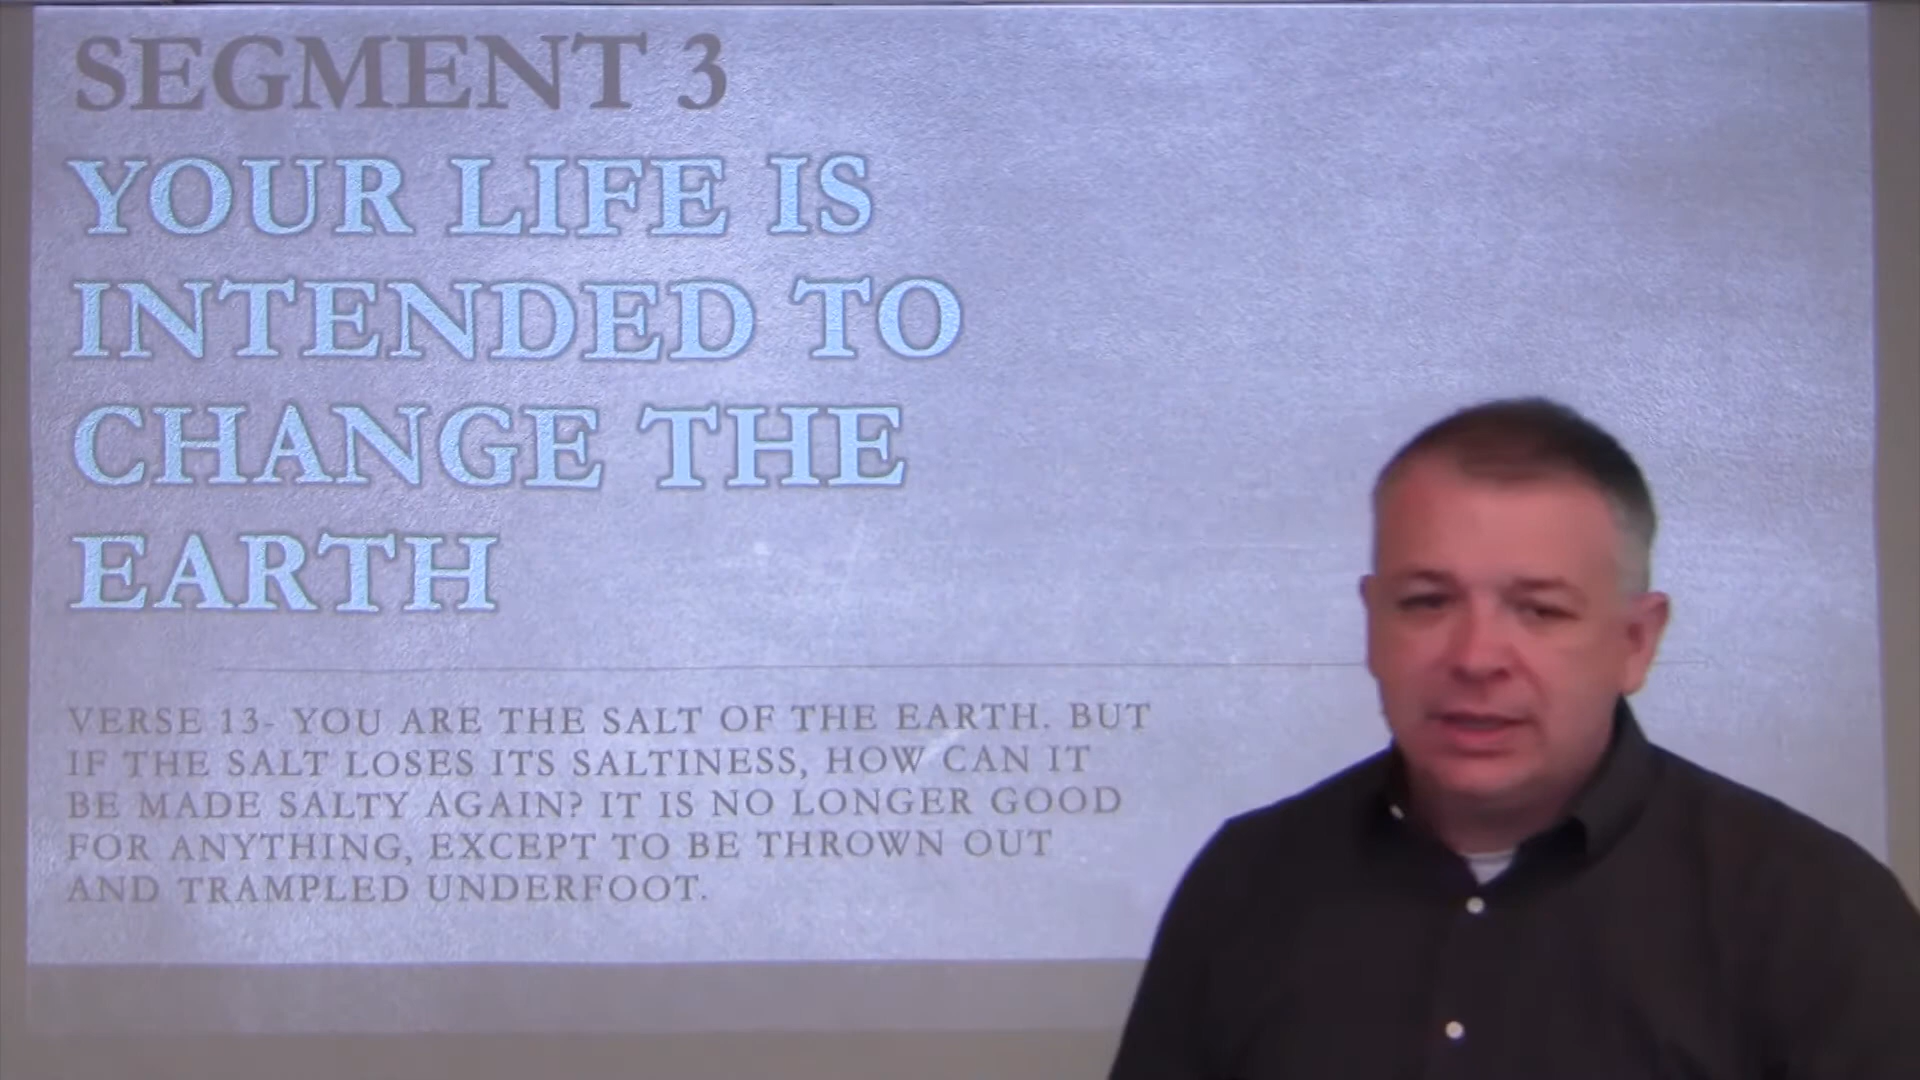 SEGMENT 3
YOUR LIFE IS
INTENDED TO
CHANGE THE
EARTH
VERSE 13- YOU ARE THE SALT OF THE EARTH. BUT
IF THE SALT LOSES ITS SALTINESS, HOW CAN IT
BE MADE SALTY AGAIN? IT IS NO LONGER GOOD
FOR ANYTHING, EXCEPT TO BE THROWN OUT
AND TRAMPLED UNDERFOOT.